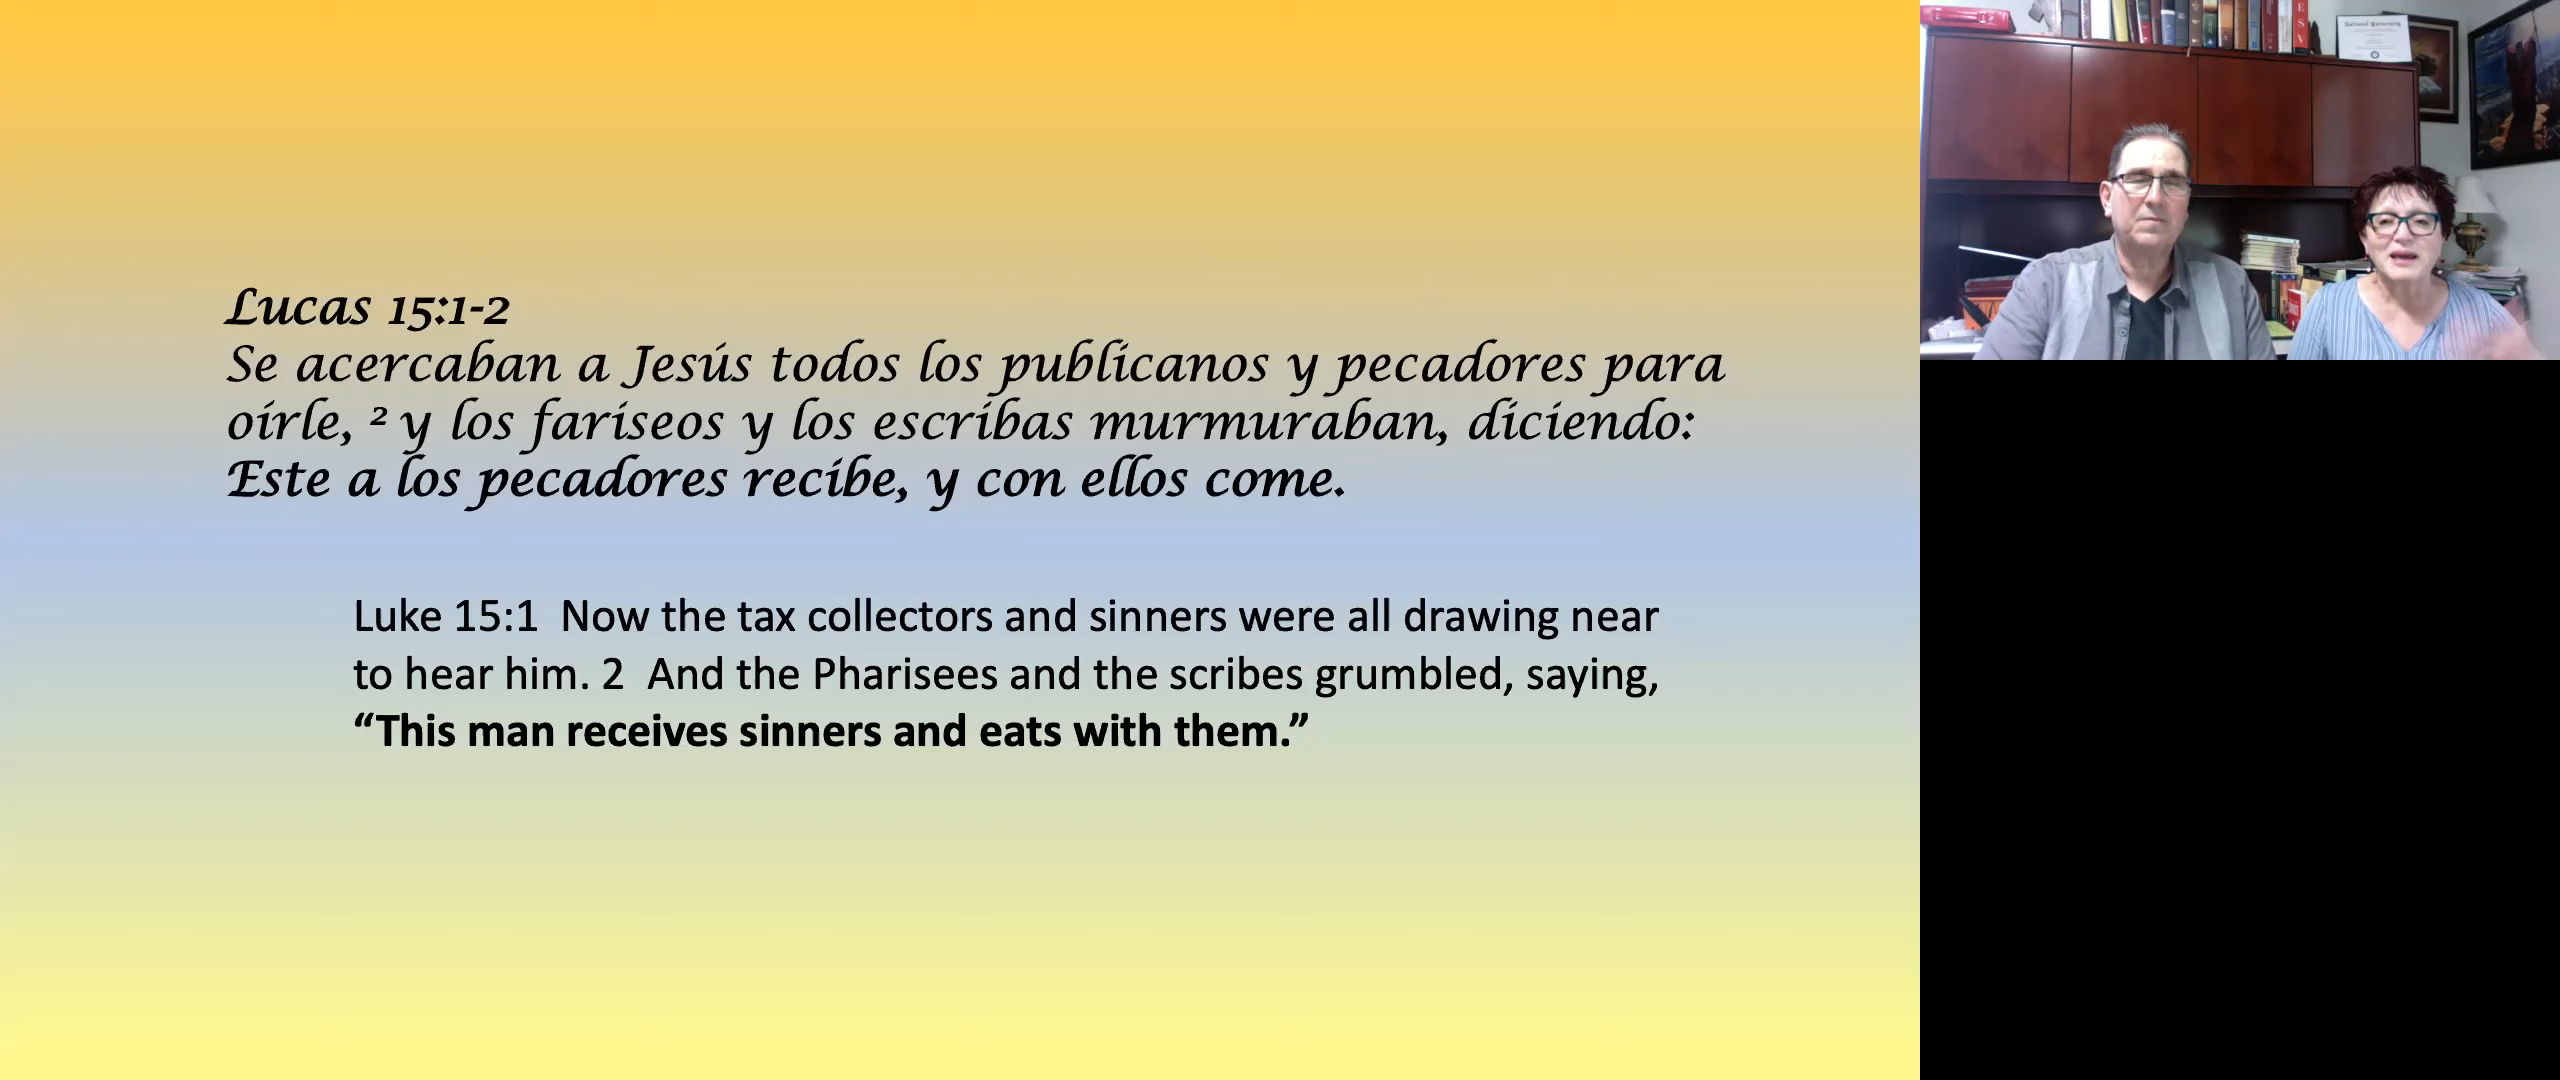 Lucas 15:1-2
Se acercaban a Jesús todos los publicanos y pecadores para
oírle, ² y los fariseos y los escribas murmuraban, diciendo:
Este a los pecadores recibe, y con ellos come.
Luke 15:1  Now the tax collectors and sinners were all drawing near
to hear him. 2  And the Pharisees and the scribes grumbled, saying,
“This man receives sinners and eats with them.”
National University